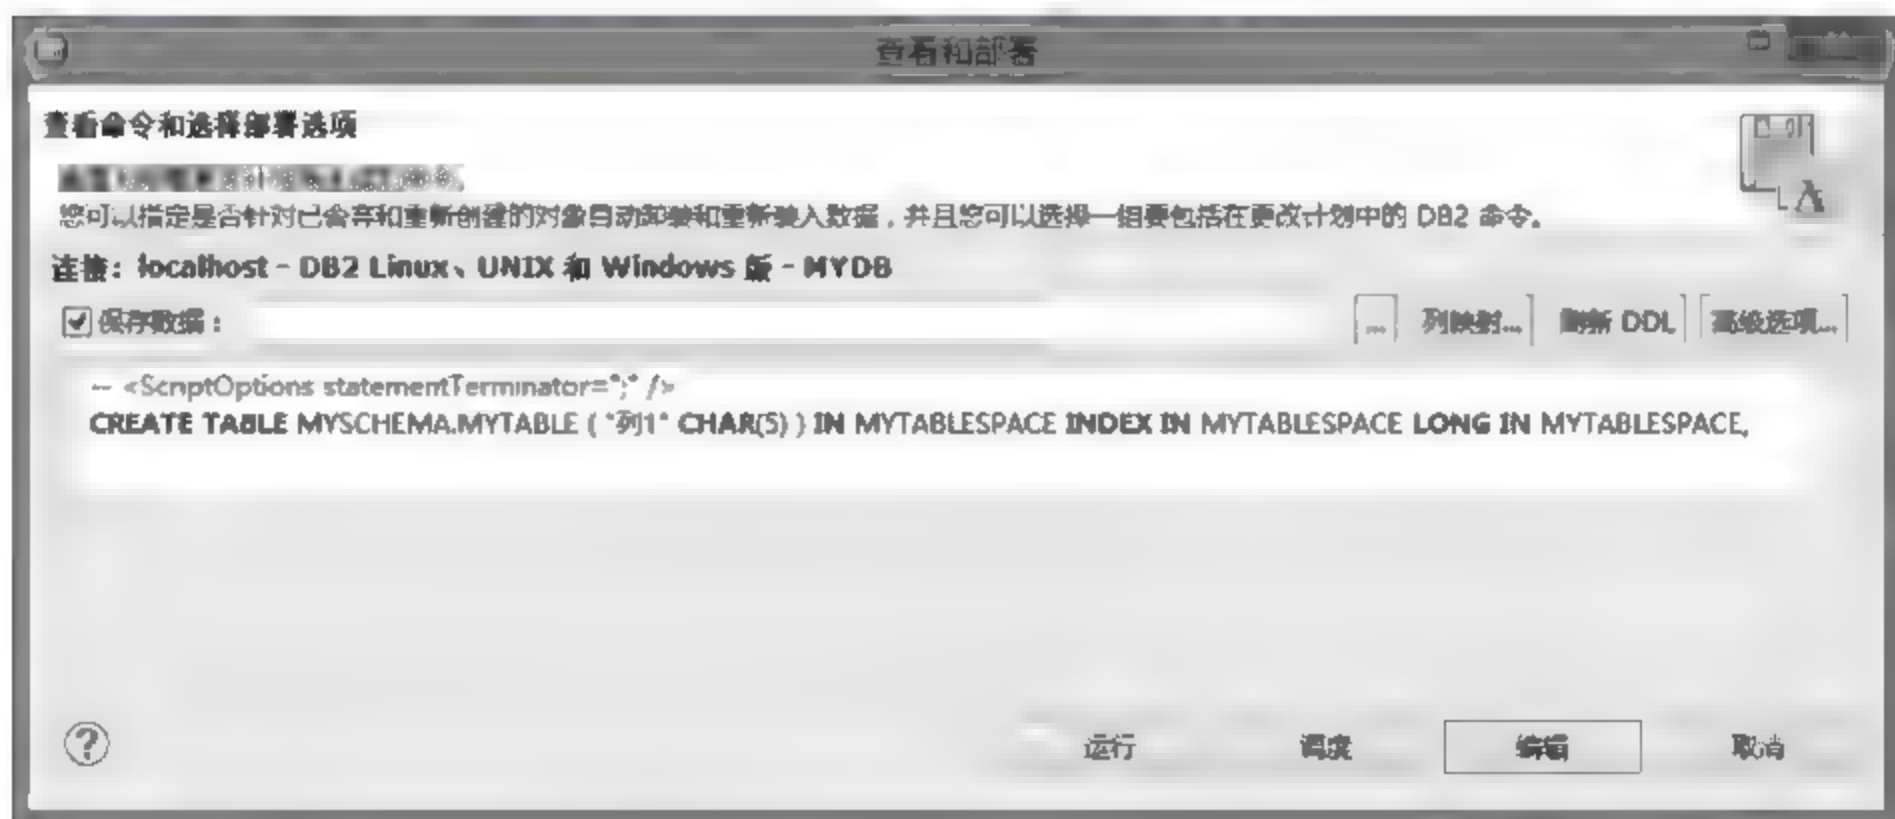 查看和部署
查看命令和选择部署选项
您可以指定是否针对已舍弃和重新创建的对象自动卸装和重新装入数据，并且您可以选择一组要包括在更改计划中的 DB2 命令。
连接：localhost - DB2 Linux、UNIX 和 Windows 版 - MYDB
保存数据：
... 列映射... 刷新 DDL 高级选项...
-- <ScriptOptions statementTerminator=";" />
CREATE TABLE MYSCHEMA.MYTABLE ( "列1" CHAR(5) ) IN MYTABLESPACE INDEX IN MYTABLESPACE LONG IN MYTABLESPACE;
? 运行 调度 编辑 取消